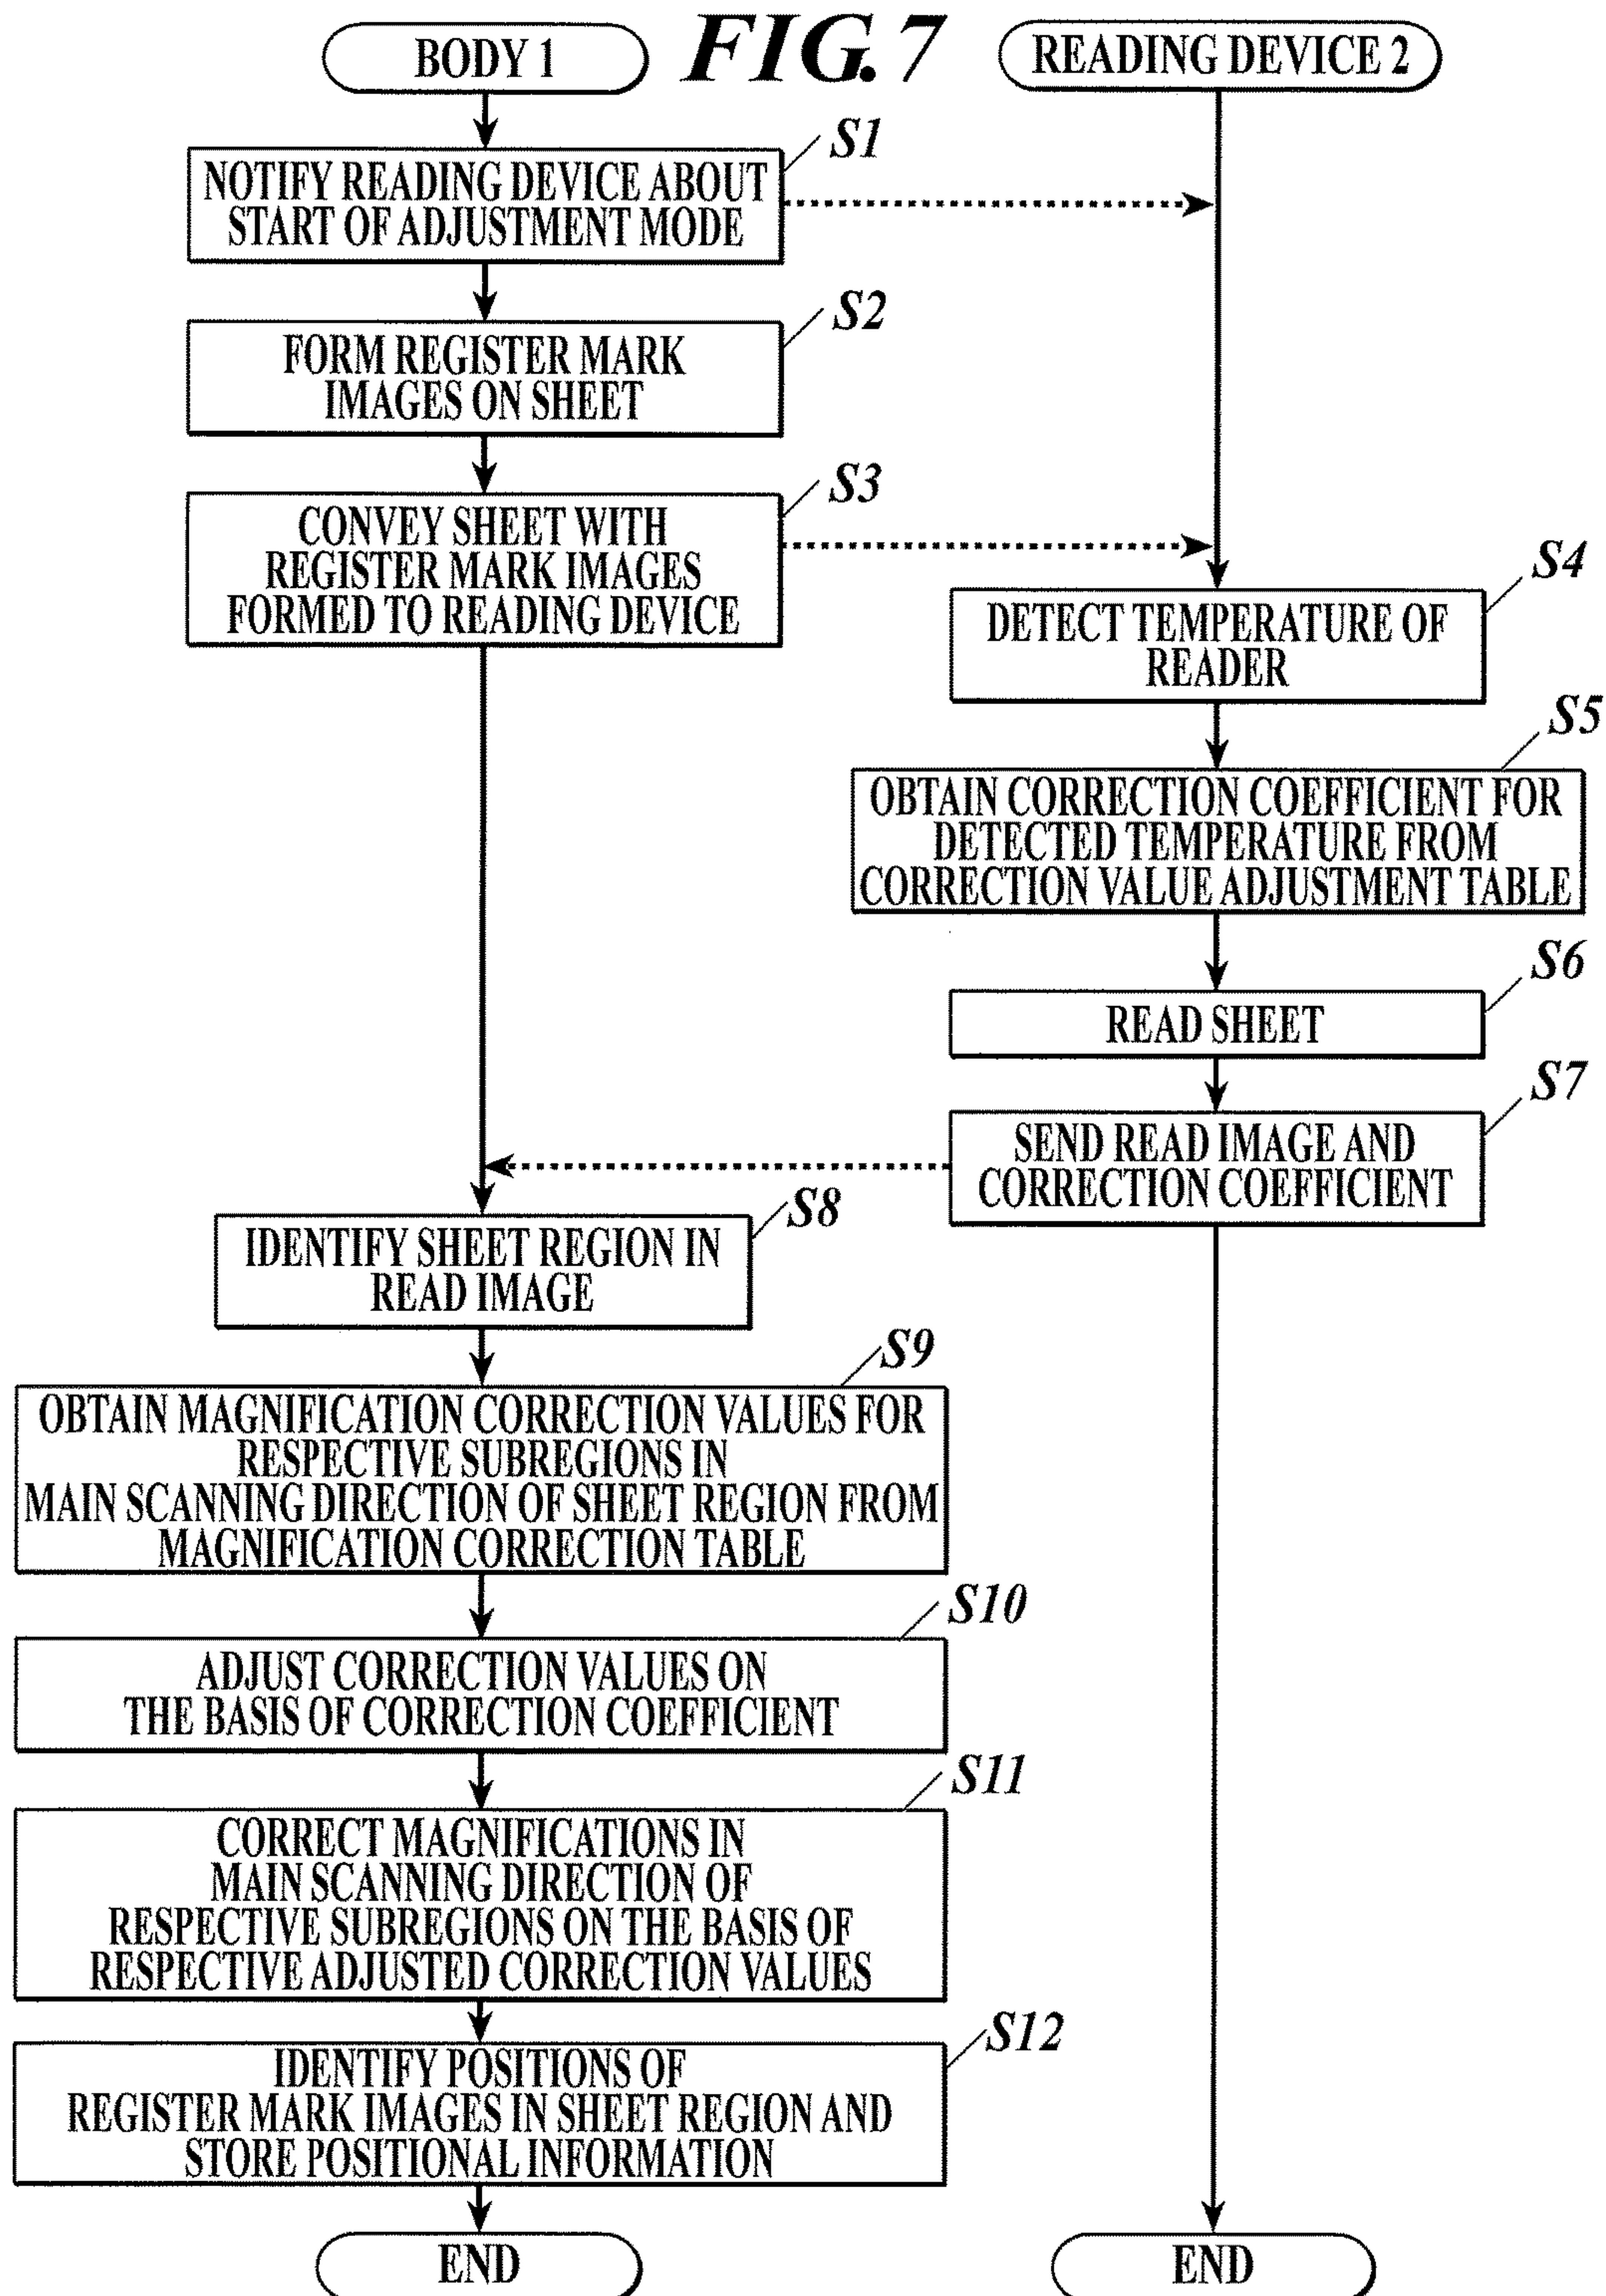 FIG. 7
BODY 1
READING DEVICE 2
S1
NOTIFY READING DEVICE ABOUT
START OF ADJUSTMENT MODE
S2
FORM REGISTER MARK
IMAGES ON SHEET
S3
CONVEY SHEET WITH
REGISTER MARK IMAGES
FORMED TO READING DEVICE
S4
DETECT TEMPERATURE OF
READER
S5
OBTAIN CORRECTION COEFFICIENT FOR
DETECTED TEMPERATURE FROM
CORRECTION VALUE ADJUSTMENT TABLE
S6
READ SHEET
S7
SEND READ IMAGE AND
CORRECTION COEFFICIENT
S8
IDENTIFY SHEET REGION IN
READ IMAGE
S9
OBTAIN MAGNIFICATION CORRECTION VALUES FOR
RESPECTIVE SUBREGIONS IN
MAIN SCANNING DIRECTION OF SHEET REGION FROM
MAGNIFICATION CORRECTION TABLE
S10
ADJUST CORRECTION VALUES ON
THE BASIS OF CORRECTION COEFFICIENT
S11
CORRECT MAGNIFICATIONS IN
MAIN SCANNING DIRECTION OF
RESPECTIVE SUBREGIONS ON THE BASIS OF
RESPECTIVE ADJUSTED CORRECTION VALUES
S12
IDENTIFY POSITIONS OF
REGISTER MARK IMAGES IN SHEET REGION AND
STORE POSITIONAL INFORMATION
END
END